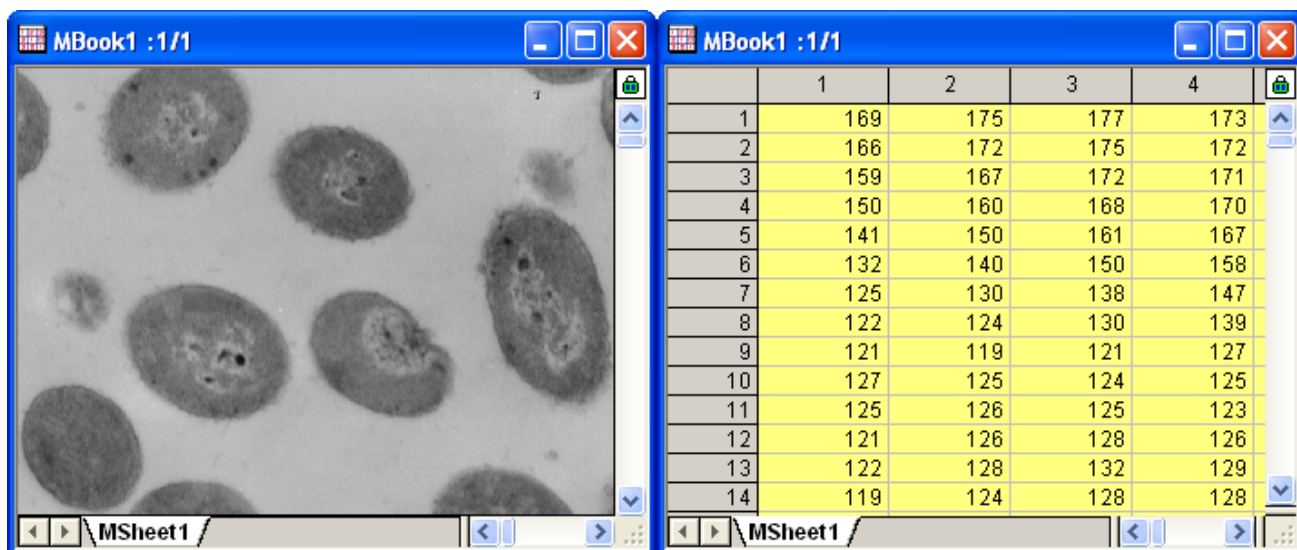 MBook1 :1/1
T
MSheet1
MBook1 :1/1
1 2 3 4
1 169 175 177 173
2 166 172 175 172
3 159 167 172 171
4 150 160 168 170
5 141 150 161 167
6 132 140 150 158
7 125 130 138 147
8 122 124 130 139
9 121 119 121 127
10 127 125 124 125
11 125 126 125 123
12 121 126 128 126
13 122 128 132 129
14 119 124 128 128
MSheet1